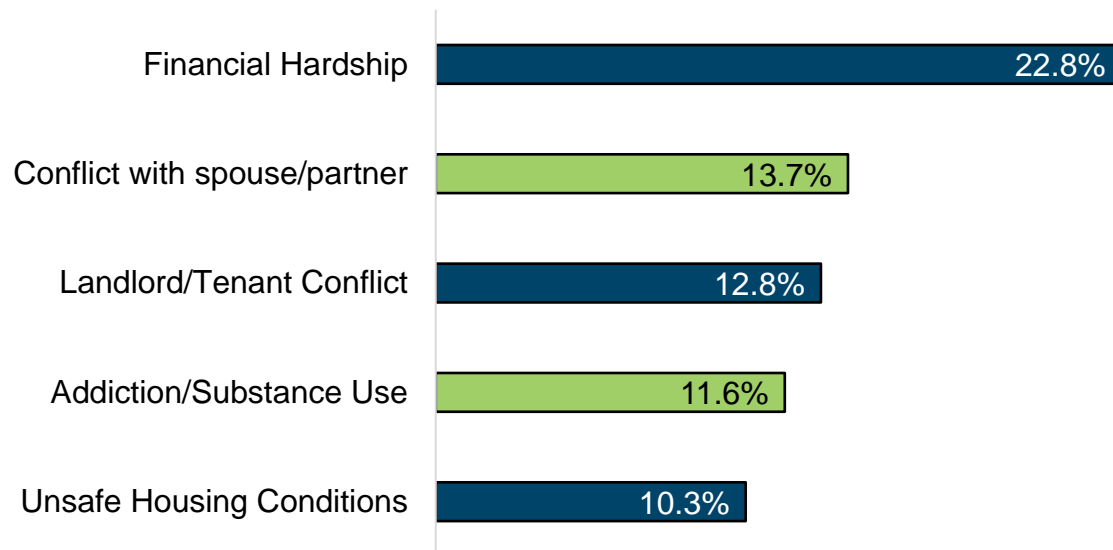 Financial Hardship 22.8%
Conflict with spouse/partner 13.7%
Landlord/Tenant Conflict 12.8%
Addiction/Substance Use 11.6%
Unsafe Housing Conditions 10.3%